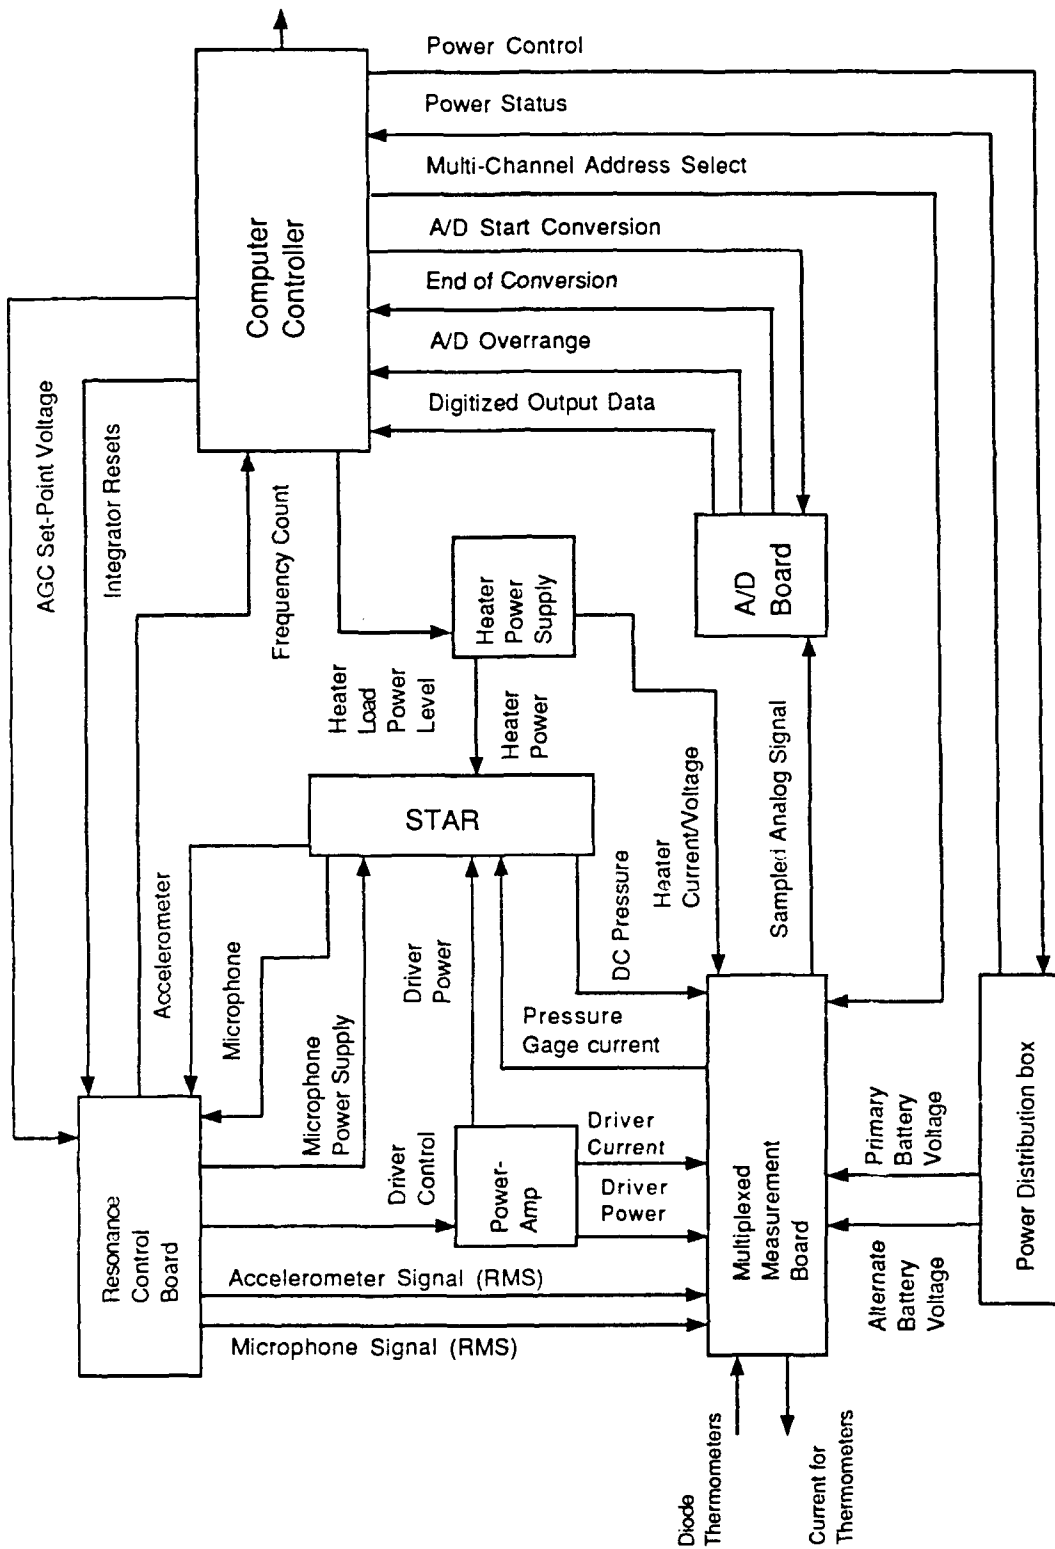 Power Control
Power Status
Multi-Channel Address Select
A/D Start Conversion
End of Conversion
A/D Overrange
Digitized Output Data
Computer
Controller
AGC Set-Point Voltage
Integrator Resets
Frequency Count
Heater
Load
Power
Level
Heater
Power
Supply
Heater
Power
A/D
Board
STAR
Accelerometer
Microphone
Microphone
Power Supply
Driver
Power
DC Pressure
Heater
Current/Voltage
Sampled Analog Signal
Pressure
Gage current
Driver
Control
Driver
Current
Driver
Power
Power-
Amp
Resonance
Control
Board
Accelerometer Signal (RMS)
Microphone Signal (RMS)
Multiplexed
Measurement
Board
Primary
Battery
Voltage
Alternate
Battery
Voltage
Power Distribution box
Diode
Thermometers
Current for
Thermometers